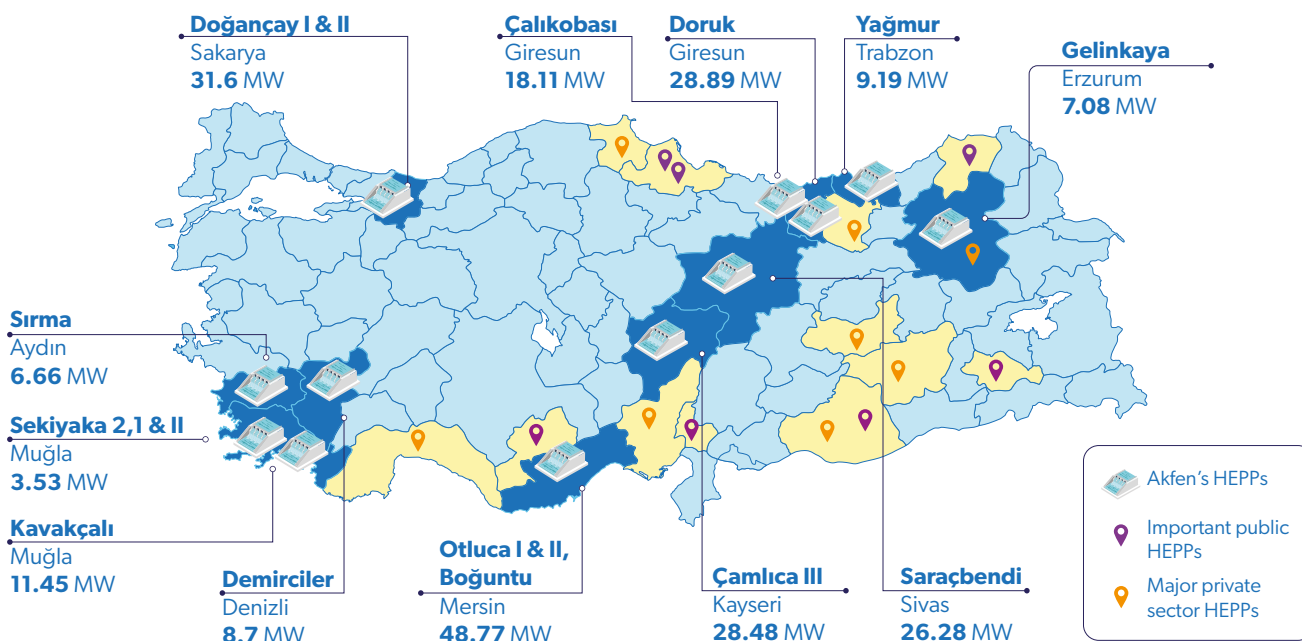 Doğançay I & II
Sakarya
31.6 MW
Çalıkobası
Giresun
18.11 MW
Doruk
Giresun
28.89 MW
Yağmur
Trabzon
9.19 MW
Gelinkaya
Erzurum
7.08 MW
Sırma
Aydın
6.66 MW
Sekiyaka 2,1 & II
Muğla
3.53 MW
Kavakçalı
Muğla
11.45 MW
Demirciler
Denizli
8.7 MW
Otluca I & II,
Boğuntu
Mersin
48.77 MW
Çamlıca III
Kayseri
28.48 MW
Saraçbendi
Sivas
26.28 MW
Akfen's HEPPs
Important public
HEPPs
Major private
sector HEPPs